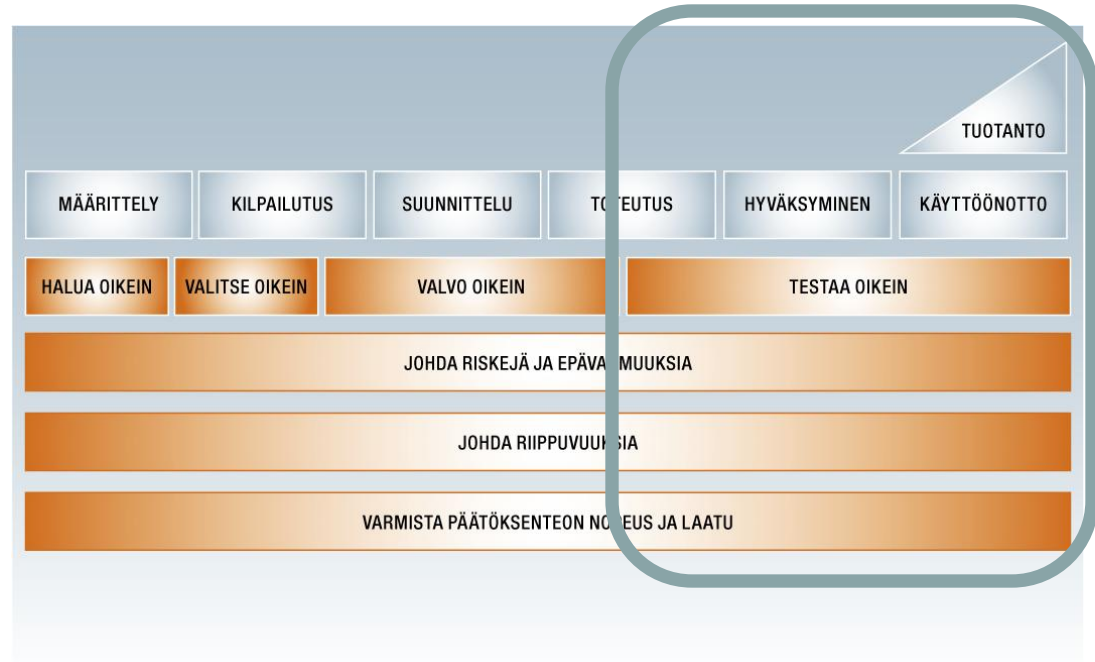 TUOTANTO
MÄÄRITTELY KILPAILUTUS SUUNNITTELU TOTEUTUS HYVÄKSYMINEN KÄYTTÖÖNOTTO
HALUA OIKEIN VALITSE OIKEIN VALVO OIKEIN TESTAA OIKEIN
JOHDA RISKEJÄ JA EPÄVARMUUKSIA
JOHDA RIIPPUVUUKSIA
VARMISTA PÄÄTÖKSENTEON NOPEUS JA LAATU